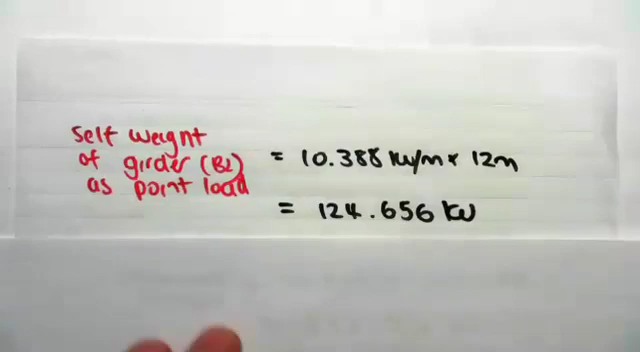 Self weight
of girder (B2)
as point load
= 10.388 kN/m × 12m
= 124.656 kN